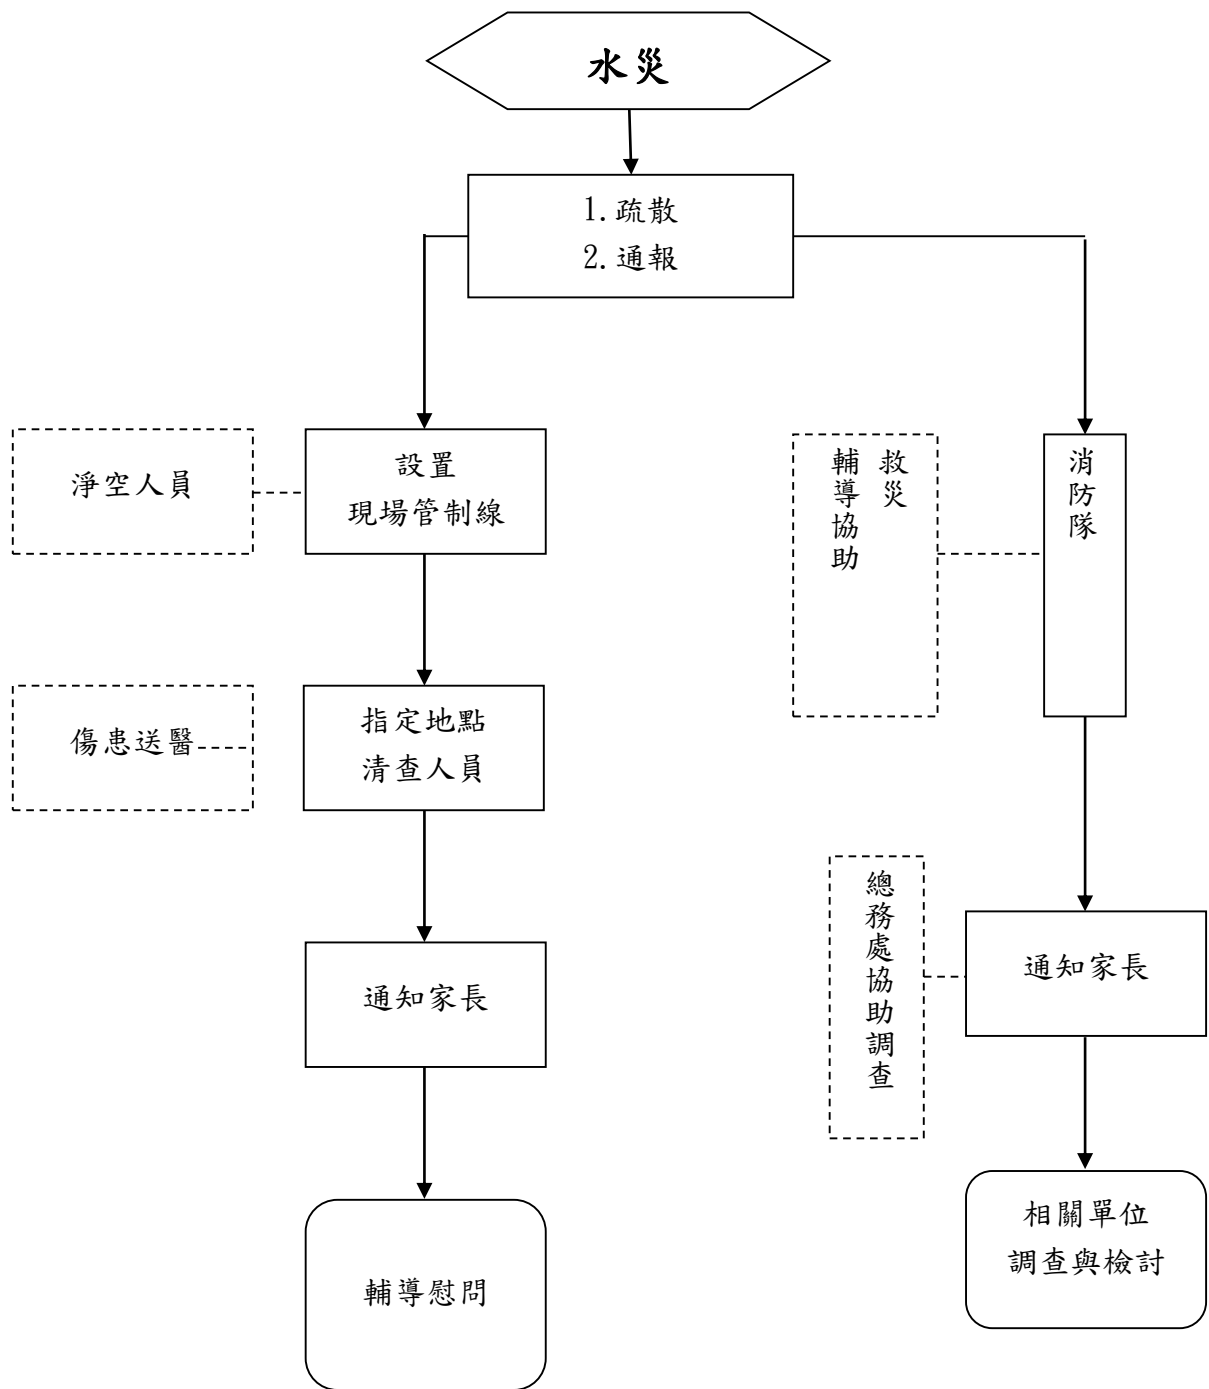 水災
1.疏散
2.通報
淨空人員
設置
現場管制線
救災
輔導協助
消防隊
傷患送醫
指定地點
清查人員
總務處協助調查
通知家長
通知家長
相關單位
調查與檢討
輔導慰問